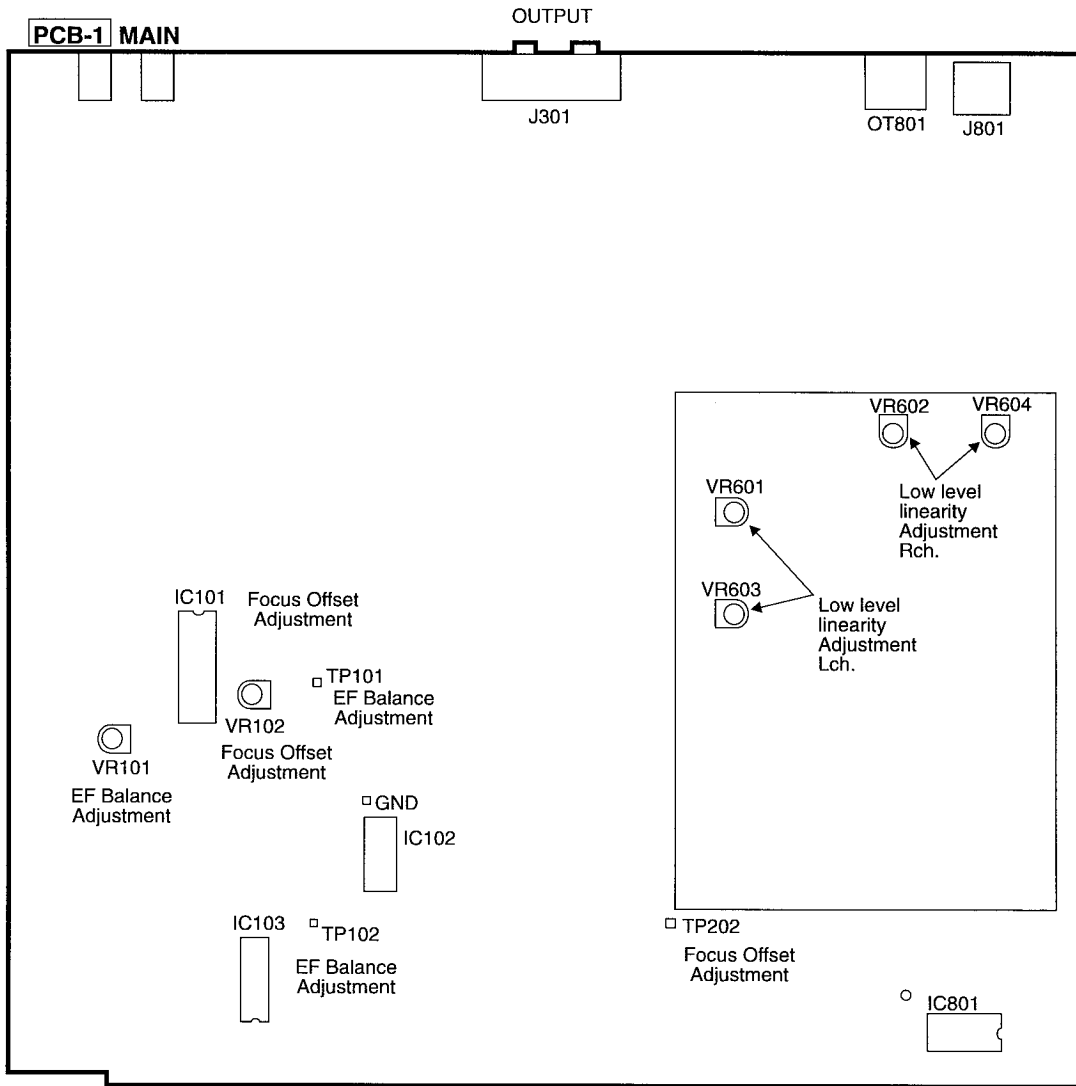 OUTPUT
PCB-1 MAIN
J301
OT801
J801
VR602
VR604
Low level
linearity
Adjustment
Rch.
VR601
VR603
Low level
linearity
Adjustment
Lch.
IC101
Focus Offset
Adjustment
TP101
EF Balance
Adjustment
VR102
Focus Offset
Adjustment
VR101
EF Balance
Adjustment
GND
IC102
IC103
TP102
EF Balance
Adjustment
TP202
Focus Offset
Adjustment
IC801